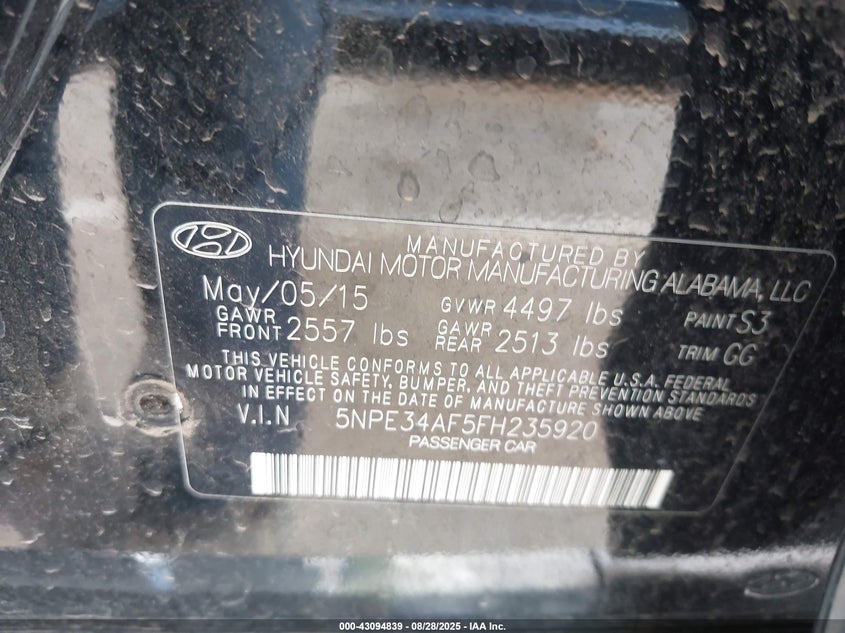 MANUFACTURED BY
HYUNDAI MOTOR MANUFACTURING ALABAMA, LLC
May/05/15 GVWR 4497 lbs PAINT S3
GAWR FRONT 2557 lbs GAWR REAR 2513 lbs TRIM GG
THIS VEHICLE CONFORMS TO ALL APPLICABLE U.S.A. FEDERAL
MOTOR VEHICLE SAFETY, BUMPER, AND THEFT PREVENTION STANDARDS
IN EFFECT ON THE DATE OF MANUFACTURE SHOWN ABOVE
V.I.N 5NPE34AF5FH235920
PASSENGER CAR
000-43094839 - 08/28/2025 - IAA Inc.